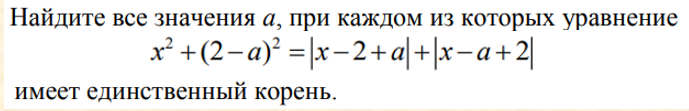 Найдите все значения a, при каждом из которых уравнение
x² + (2 − a)² = |x − 2 + a| + |x − a + 2|
имеет единственный корень.